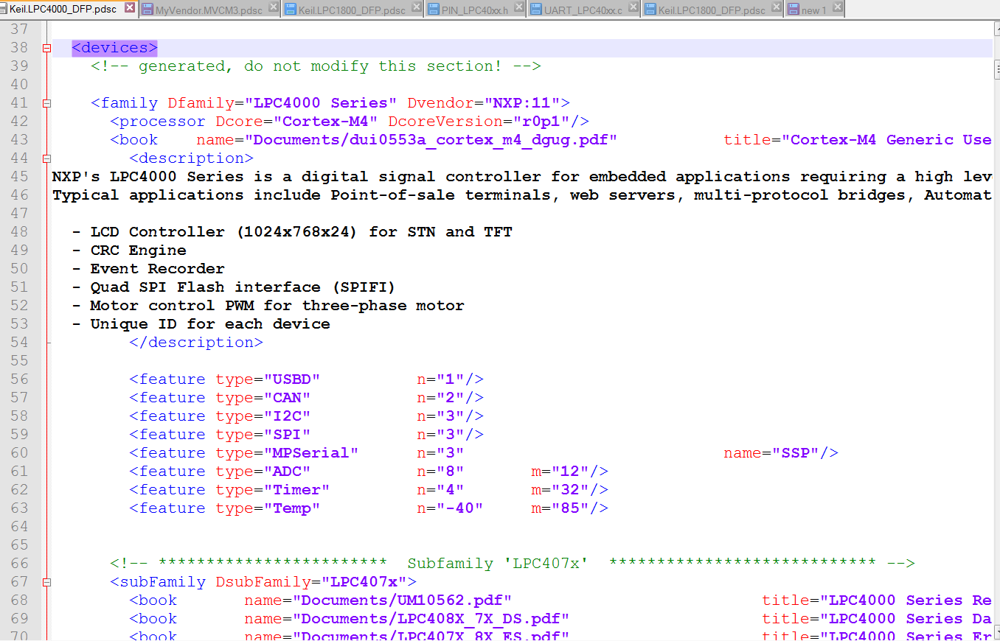 Keil.LPC4000_DFP.pdsc MyVendor.MVCM3.pdsc Keil.LPC1800_DFP.pdsc PIN_LPC40xx.h UART_LPC40xx.c Keil.LPC1800_DFP.pdsc new 1
37
38 <devices>
39 <!-- generated, do not modify this section! -->
40
41 <family Dfamily="LPC4000 Series" Dvendor="NXP:11">
42 <processor Dcore="Cortex-M4" DcoreVersion="r0p1"/>
43 <book name="Documents/dui0553a_cortex_m4_dgug.pdf" title="Cortex-M4 Generic Use
44 <description>
45 NXP's LPC4000 Series is a digital signal controller for embedded applications requiring a high lev
46 Typical applications include Point-of-sale terminals, web servers, multi-protocol bridges, Automat
47
48 - LCD Controller (1024x768x24) for STN and TFT
49 - CRC Engine
50 - Event Recorder
51 - Quad SPI Flash interface (SPIFI)
52 - Motor control PWM for three-phase motor
53 - Unique ID for each device
54 </description>
55
56 <feature type="USBD" n="1"/>
57 <feature type="CAN" n="2"/>
58 <feature type="I2C" n="3"/>
59 <feature type="SPI" n="3"/>
60 <feature type="MPSerial" n="3" name="SSP"/>
61 <feature type="ADC" n="8" m="12"/>
62 <feature type="Timer" n="4" m="32"/>
63 <feature type="Temp" n="-40" m="85"/>
64
65
66 <!-- ************************ Subfamily 'LPC407x' **************************** -->
67 <subFamily DsubFamily="LPC407x">
68 <book name="Documents/UM10562.pdf" title="LPC4000 Series Re
69 <book name="Documents/LPC408X_7X_DS.pdf" title="LPC4000 Series Da
70 <book name="Documents/LPC407X_8X_ES.pdf" title="LPC4000 Series Er